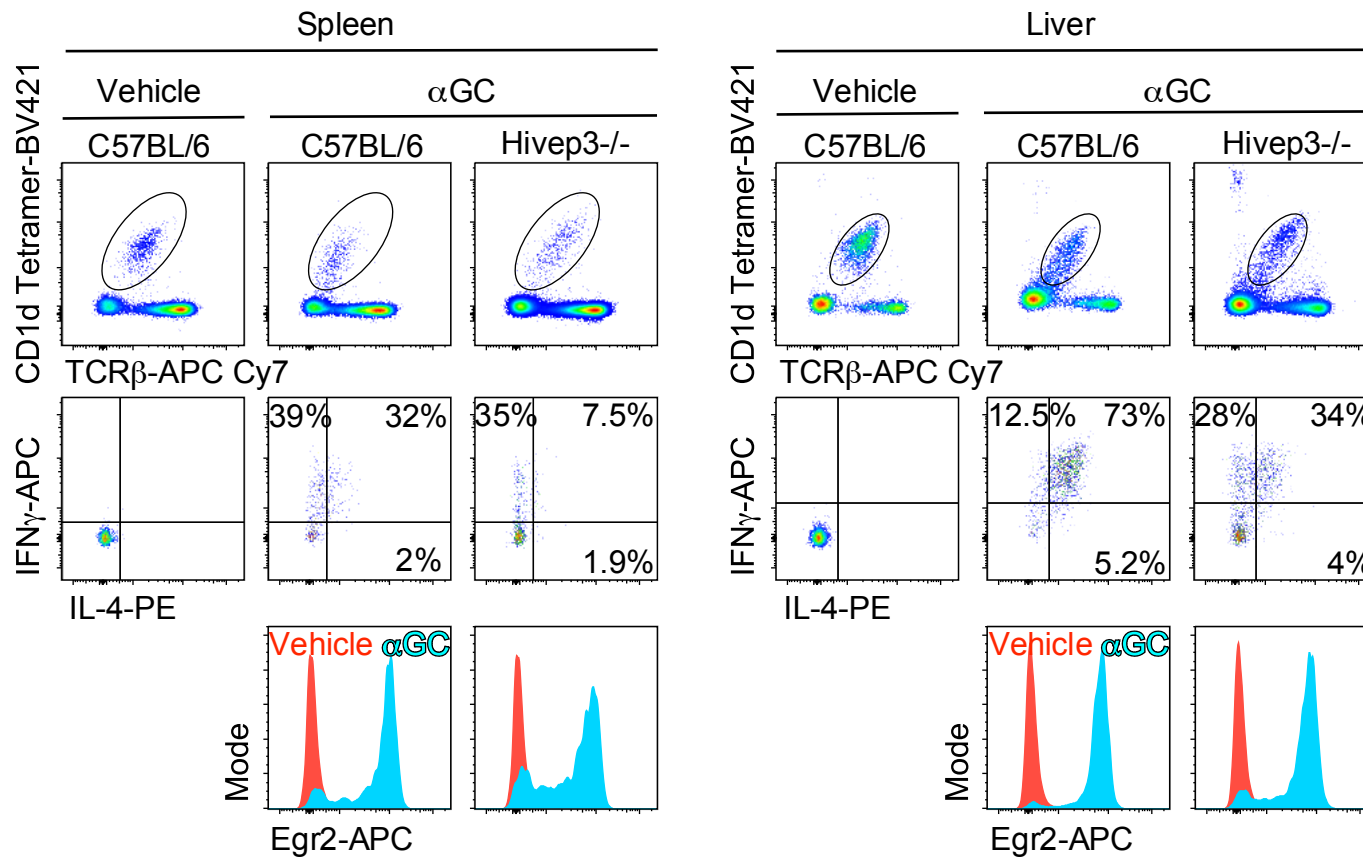 Spleen
Liver
Vehicle
αGC
Vehicle
αGC
C57BL/6
C57BL/6
Hivep3-/-
C57BL/6
C57BL/6
Hivep3-/-
CD1d Tetramer-BV421
CD1d Tetramer-BV421
TCRβ-APC Cy7
TCRβ-APC Cy7
IFNγ-APC
39%
32%
35%
7.5%
2%
1.9%
IFNγ-APC
12.5%
73%
28%
34%
5.2%
4%
IL-4-PE
IL-4-PE
Vehicle αGC
Vehicle αGC
Mode
Mode
Egr2-APC
Egr2-APC